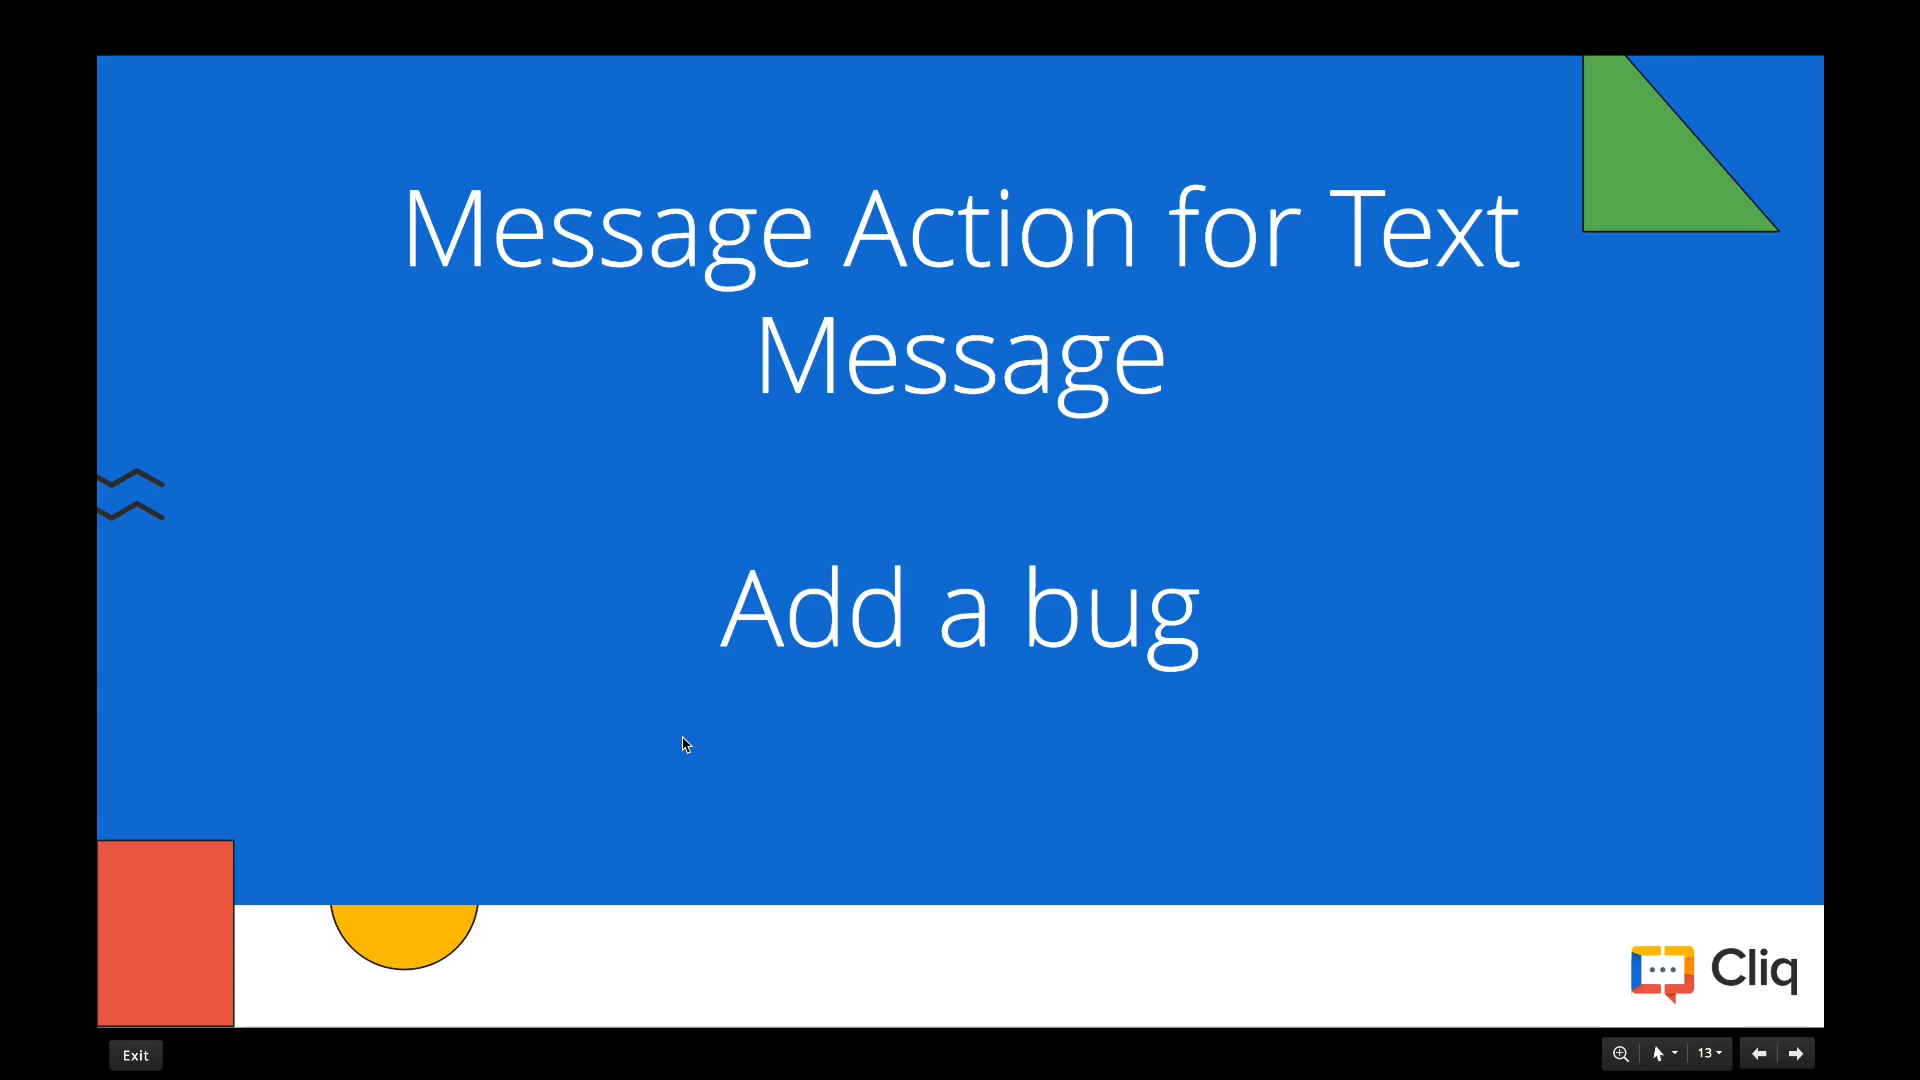 Message Action for Text
Message
Add a bug
Cliq
Exit
13